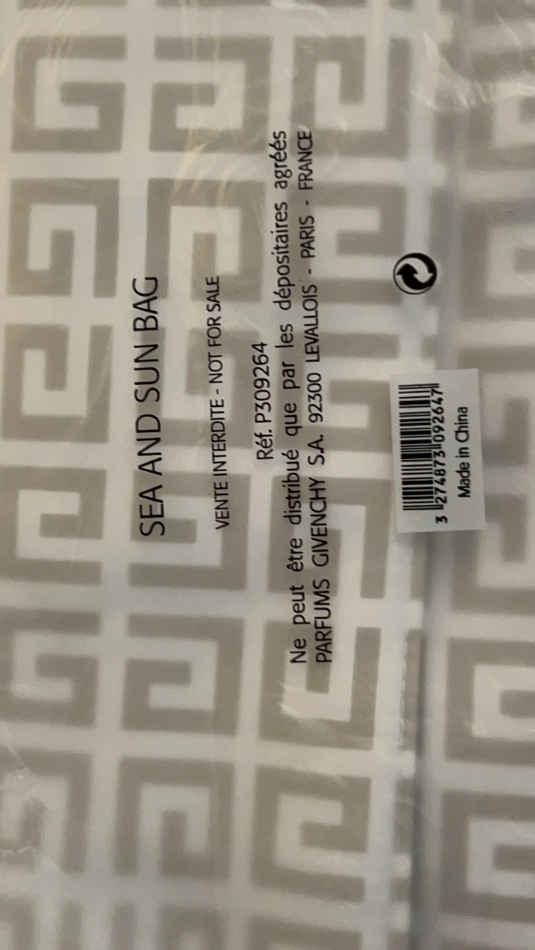 SEA AND SUN BAG
VENTE INTERDITE - NOT FOR SALE
Réf. P309264
Ne peut être distribué que par les dépositaires agréés
PARFUMS GIVENCHY S.A. 92300 LEVALLOIS - PARIS - FRANCE
3 274873 092647
Made in China